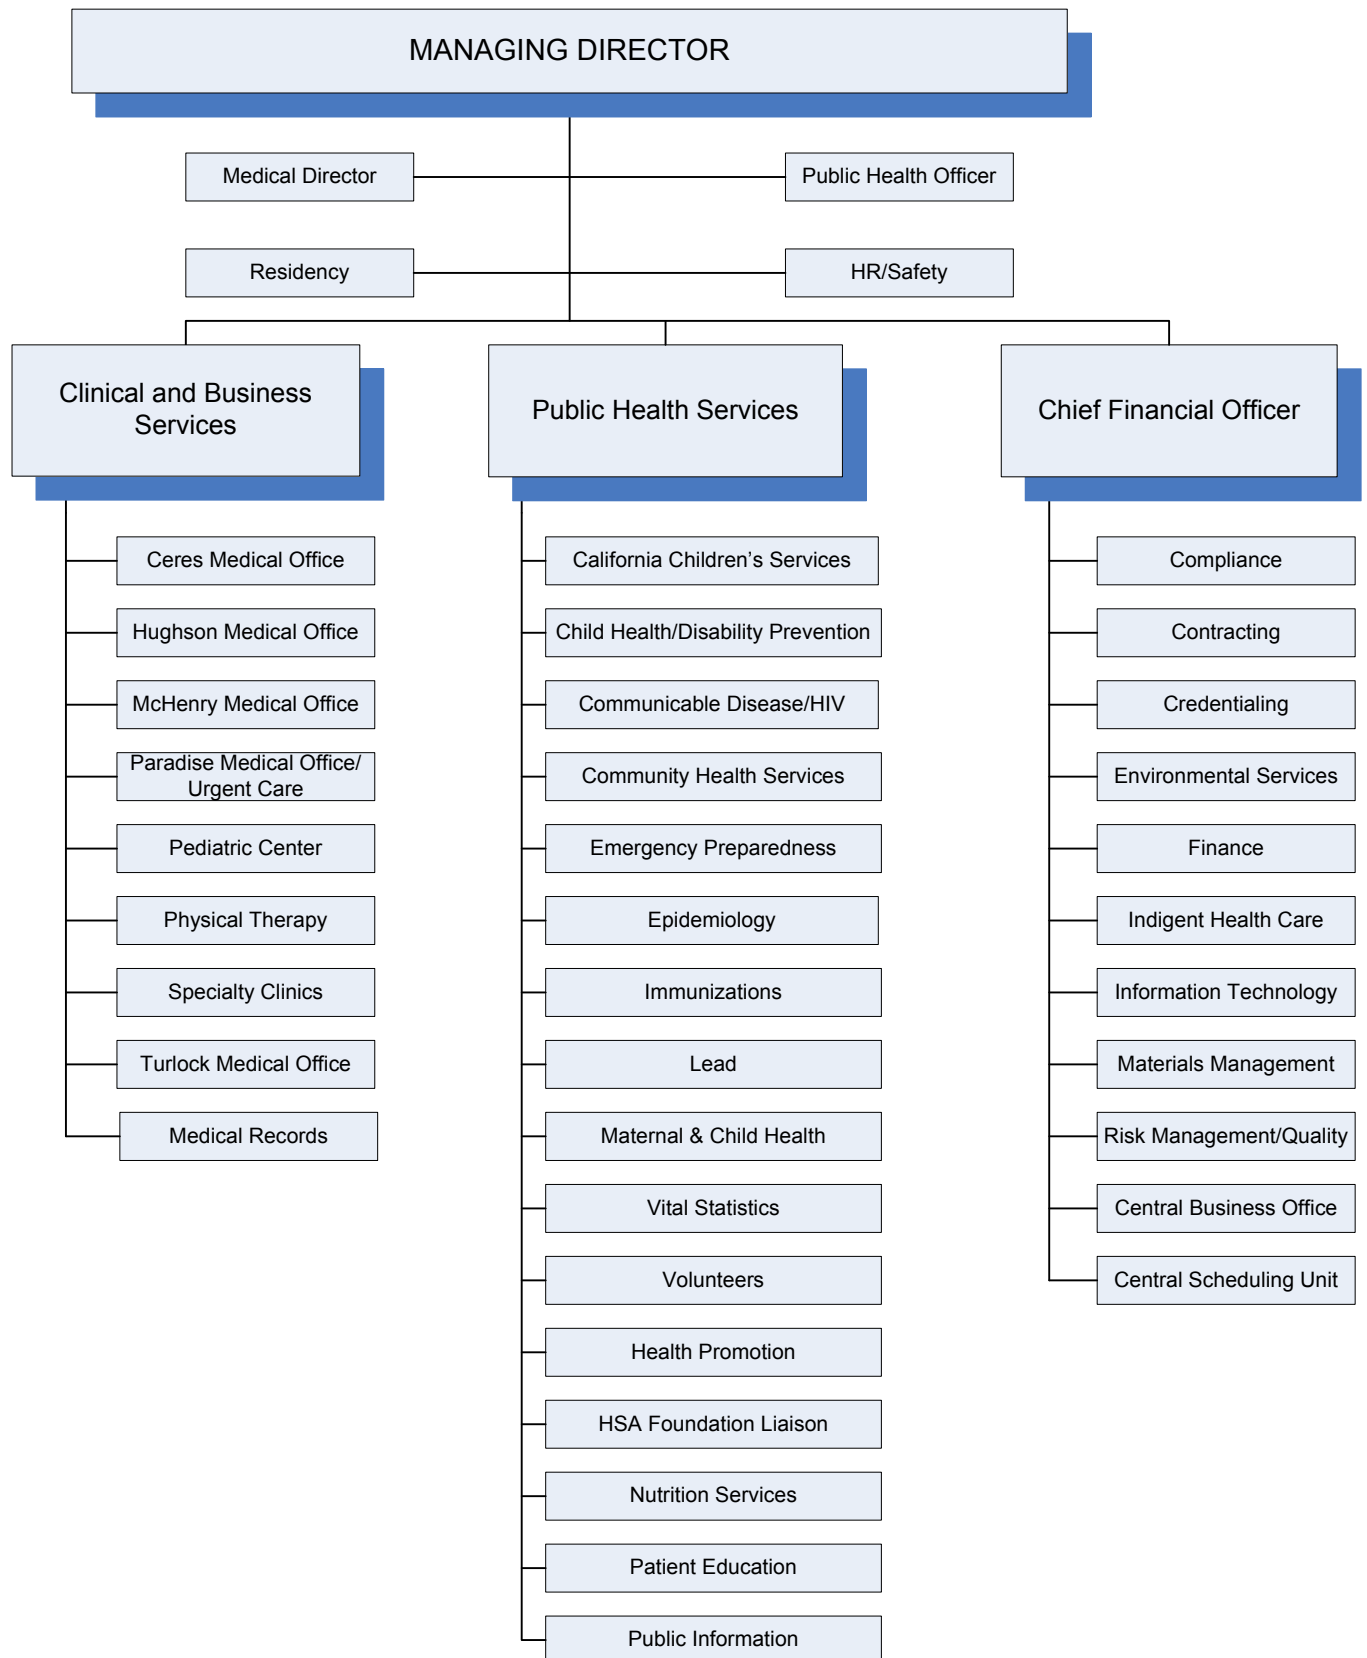 MANAGING DIRECTOR
Medical Director
Public Health Officer
Residency
HR/Safety
Clinical and Business
Services
Public Health Services
Chief Financial Officer
Ceres Medical Office
Hughson Medical Office
McHenry Medical Office
Paradise Medical Office/
Urgent Care
Pediatric Center
Physical Therapy
Specialty Clinics
Turlock Medical Office
Medical Records
California Children’s Services
Child Health/Disability Prevention
Communicable Disease/HIV
Community Health Services
Emergency Preparedness
Epidemiology
Immunizations
Lead
Maternal & Child Health
Vital Statistics
Volunteers
Health Promotion
HSA Foundation Liaison
Nutrition Services
Patient Education
Public Information
Compliance
Contracting
Credentialing
Environmental Services
Finance
Indigent Health Care
Information Technology
Materials Management
Risk Management/Quality
Central Business Office
Central Scheduling Unit